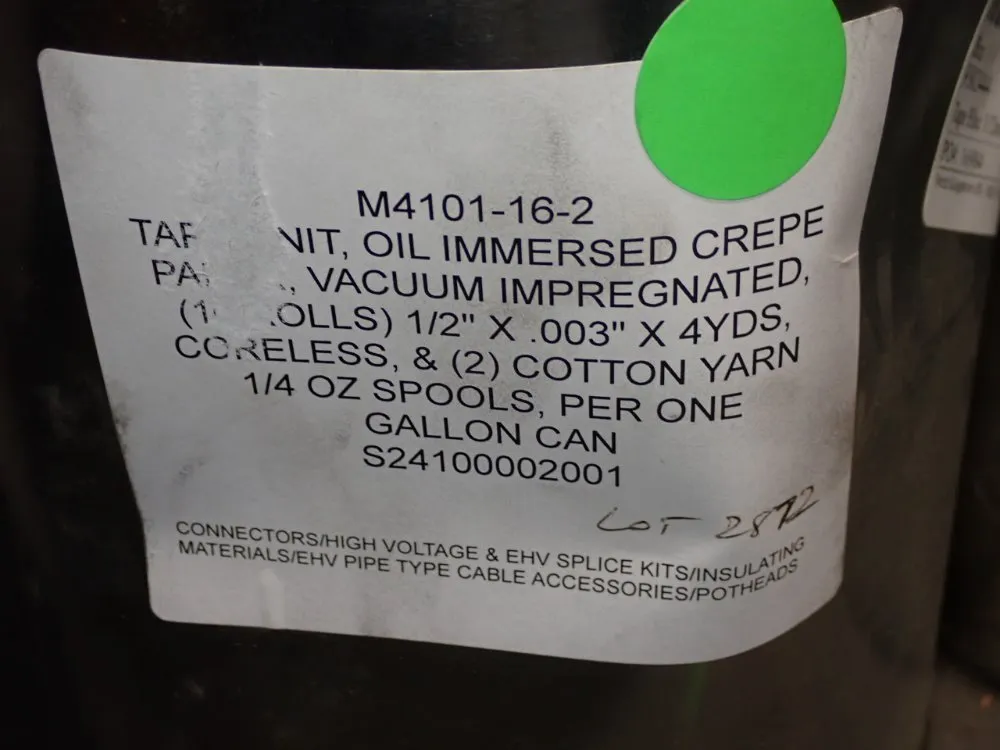 M4101-16-2
OIL IMMERSED CREPE
VACUUM IMPREGNATED,
1/2" X .003" X 4YDS,
CORELESS, & (2) COTTON YARN
1/4 OZ SPOOLS, PER ONE
GALLON CAN
S24100002001
LOT 2872
CONNECTORS/HIGH VOLTAGE & EHV SPLICE KITS/INSULATING
MATERIALS/EHV PIPE TYPE CABLE ACCESSORIES/POTHEADS